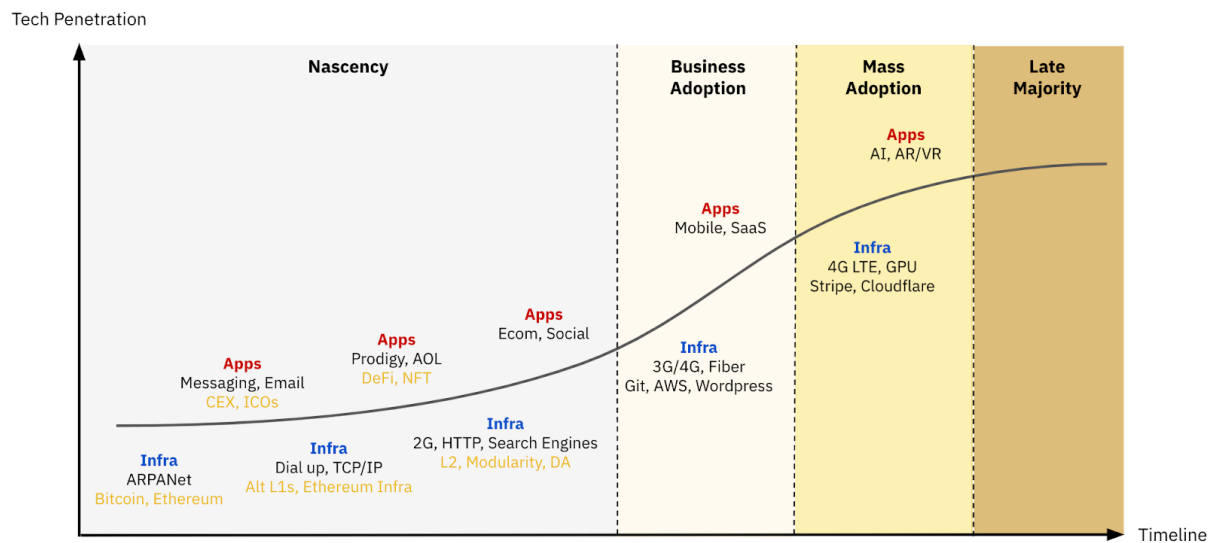 Tech Penetration
Nascency
Business
Adoption
Mass
Adoption
Late
Majority
Apps
AI, AR/VR
Apps
Mobile, SaaS
Infra
4G LTE, GPU
Stripe, Cloudflare
Apps
Ecom, Social
Apps
Prodigy, AOL
DeFi, NFT
Apps
Messaging, Email
CEX, ICOs
Infra
3G/4G, Fiber
Git, AWS, Wordpress
Infra
2G, HTTP, Search Engines
L2, Modularity, DA
Infra
Dial up, TCP/IP
Alt L1s, Ethereum Infra
Infra
ARPANet
Bitcoin, Ethereum
Timeline